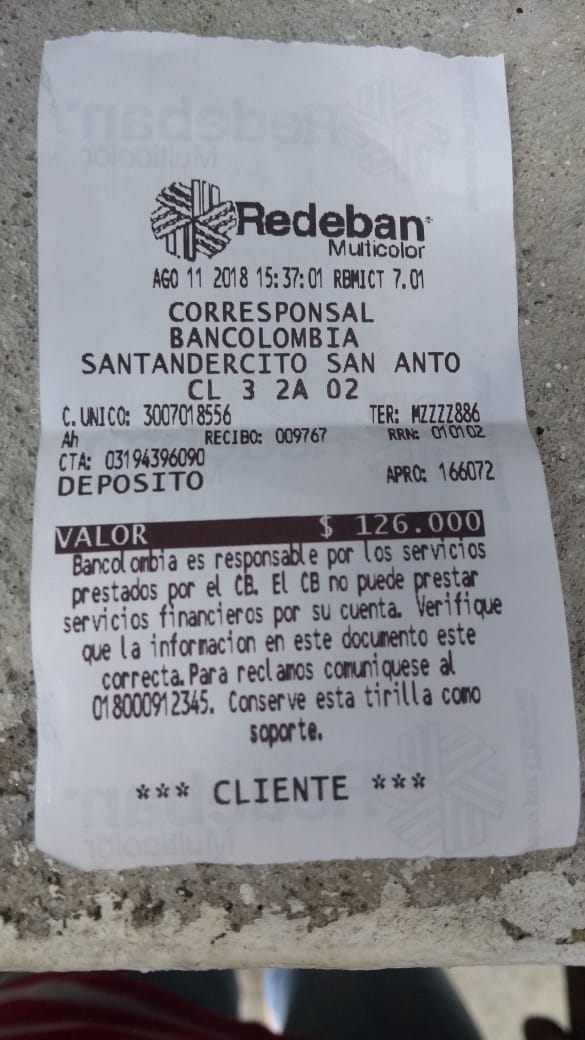 Redeban
Multicolor
AGO 11 2018 15:37:01 RBMICT 7.01
CORRESPONSAL
BANCOLOMBIA
SANTANDERCITO SAN ANTO
CL 3 2A 02
C. UNICO: 3007018556 TER: MZZZZ886
Ah RECIBO: 009767 RRN: 010102
CTA: 03194396090
DEPOSITO APRO: 166072
VALOR $ 126.000
Bancolombia es responsable por los servicios
prestados por el CB. El CB no puede prestar
servicios financieros por su cuenta. Verifique
que la informacion en este documento este
correcta.Para reclamos comuniquese al
018000912345. Conserve esta tirilla como
soporte.
*** CLIENTE ***